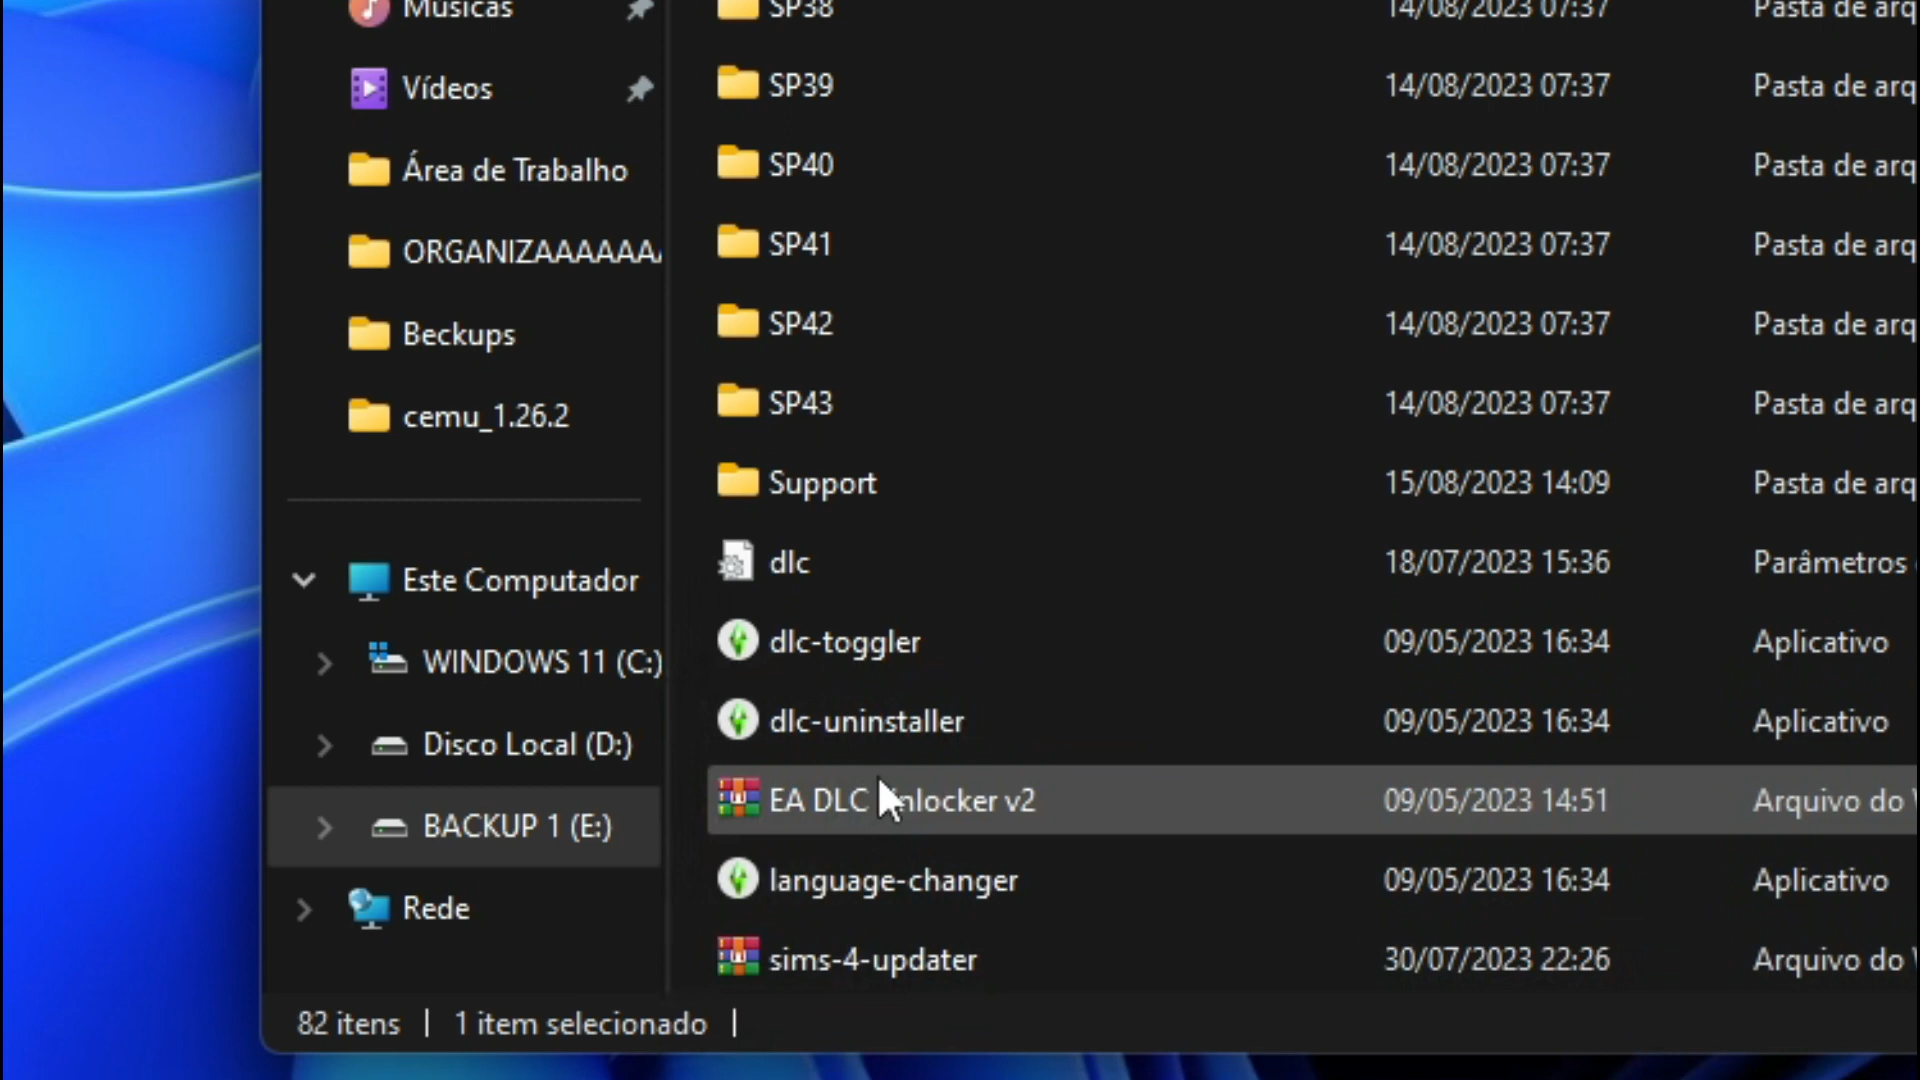 Músicas
Vídeos
Área de Trabalho
ORGANIZAAAAAA
Beckups
cemu_1.26.2
Este Computador
WINDOWS 11 (C:)
Disco Local (D:)
BACKUP 1 (E:)
Rede
SP38 14/08/2023 07:37 Pasta de arq
SP39 14/08/2023 07:37 Pasta de arq
SP40 14/08/2023 07:37 Pasta de arq
SP41 14/08/2023 07:37 Pasta de arq
SP42 14/08/2023 07:37 Pasta de arq
SP43 14/08/2023 07:37 Pasta de arq
Support 15/08/2023 14:09 Pasta de arq
dlc 18/07/2023 15:36 Parâmetros
dlc-toggler 09/05/2023 16:34 Aplicativo
dlc-uninstaller 09/05/2023 16:34 Aplicativo
EA DLC nlocker v2 09/05/2023 14:51 Arquivo do
language-changer 09/05/2023 16:34 Aplicativo
sims-4-updater 30/07/2023 22:26 Arquivo do
82 itens | 1 item selecionado |